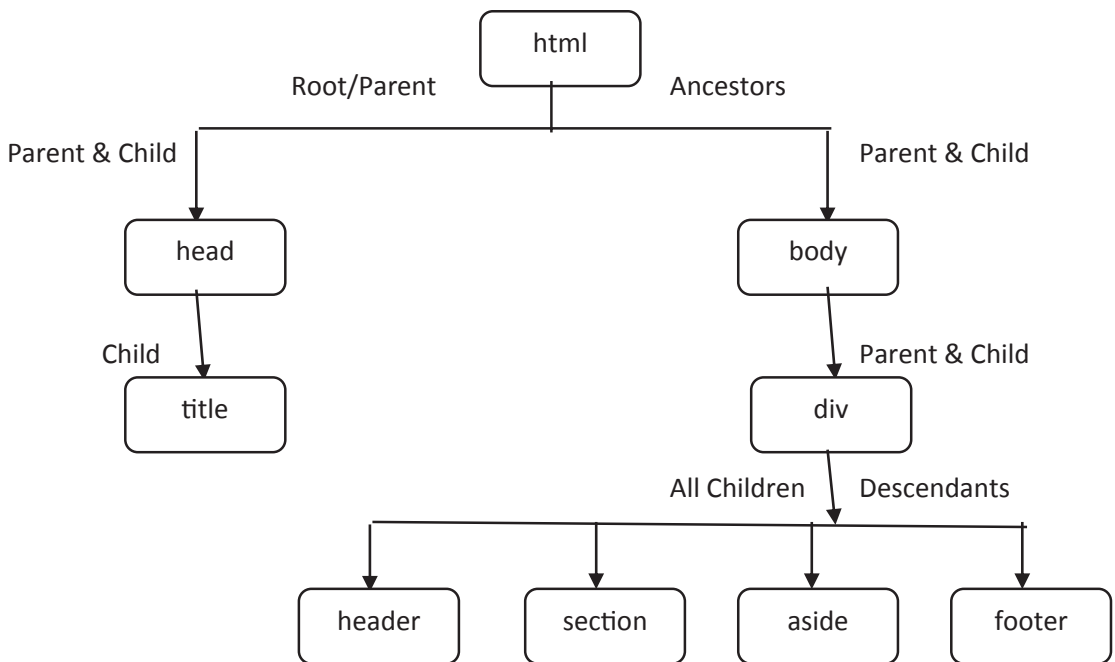 html
Root/Parent
Ancestors
Parent & Child
Parent & Child
head
body
Child
Parent & Child
title
div
All Children
Descendants
header
section
aside
footer